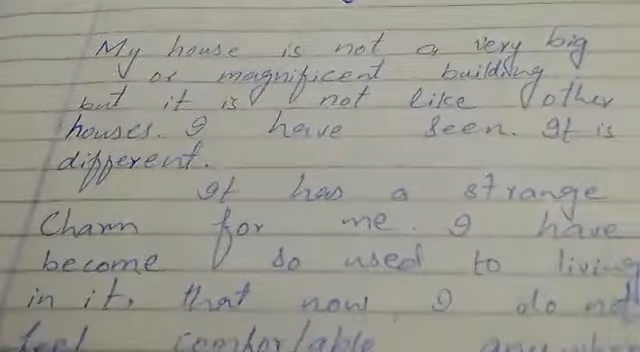 My house is not a very big
or magnificent building
but it is not like other
houses. I have seen. It is
different.
It has a strange
Charm for me. I have
become so used to living
in it, that now I do not
feel comfortable